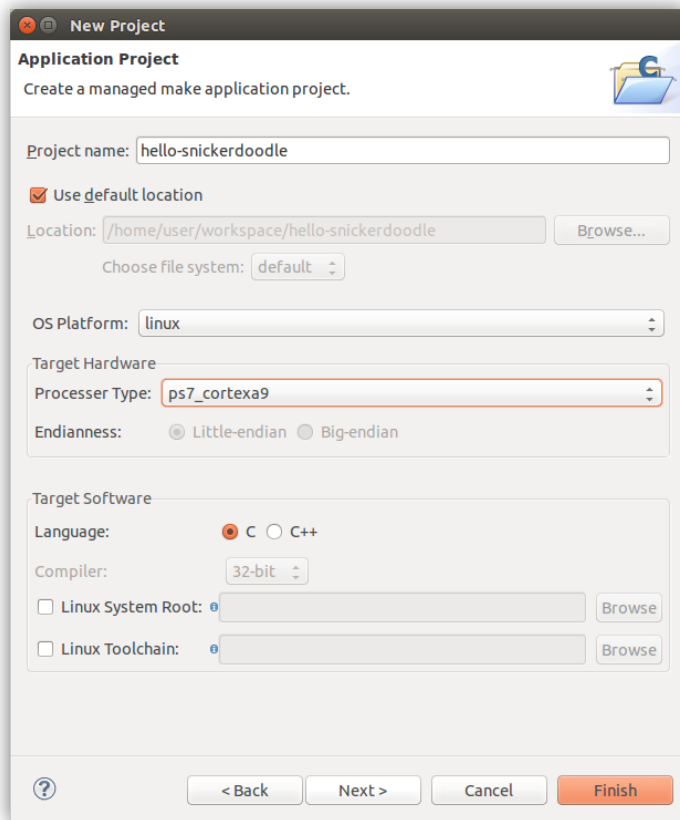 New Project
Application Project
Create a managed make application project.
C
Project name: hello-snickerdoodle
Use default location
Location: /home/user/workspace/hello-snickerdoodle Browse...
Choose file system: default
OS Platform: linux
Target Hardware
Processer Type: ps7_cortexa9
Endianness: Little-endian Big-endian
Target Software
Language: C C++
Compiler: 32-bit
Linux System Root: Browse
Linux Toolchain: Browse
? < Back Next > Cancel Finish